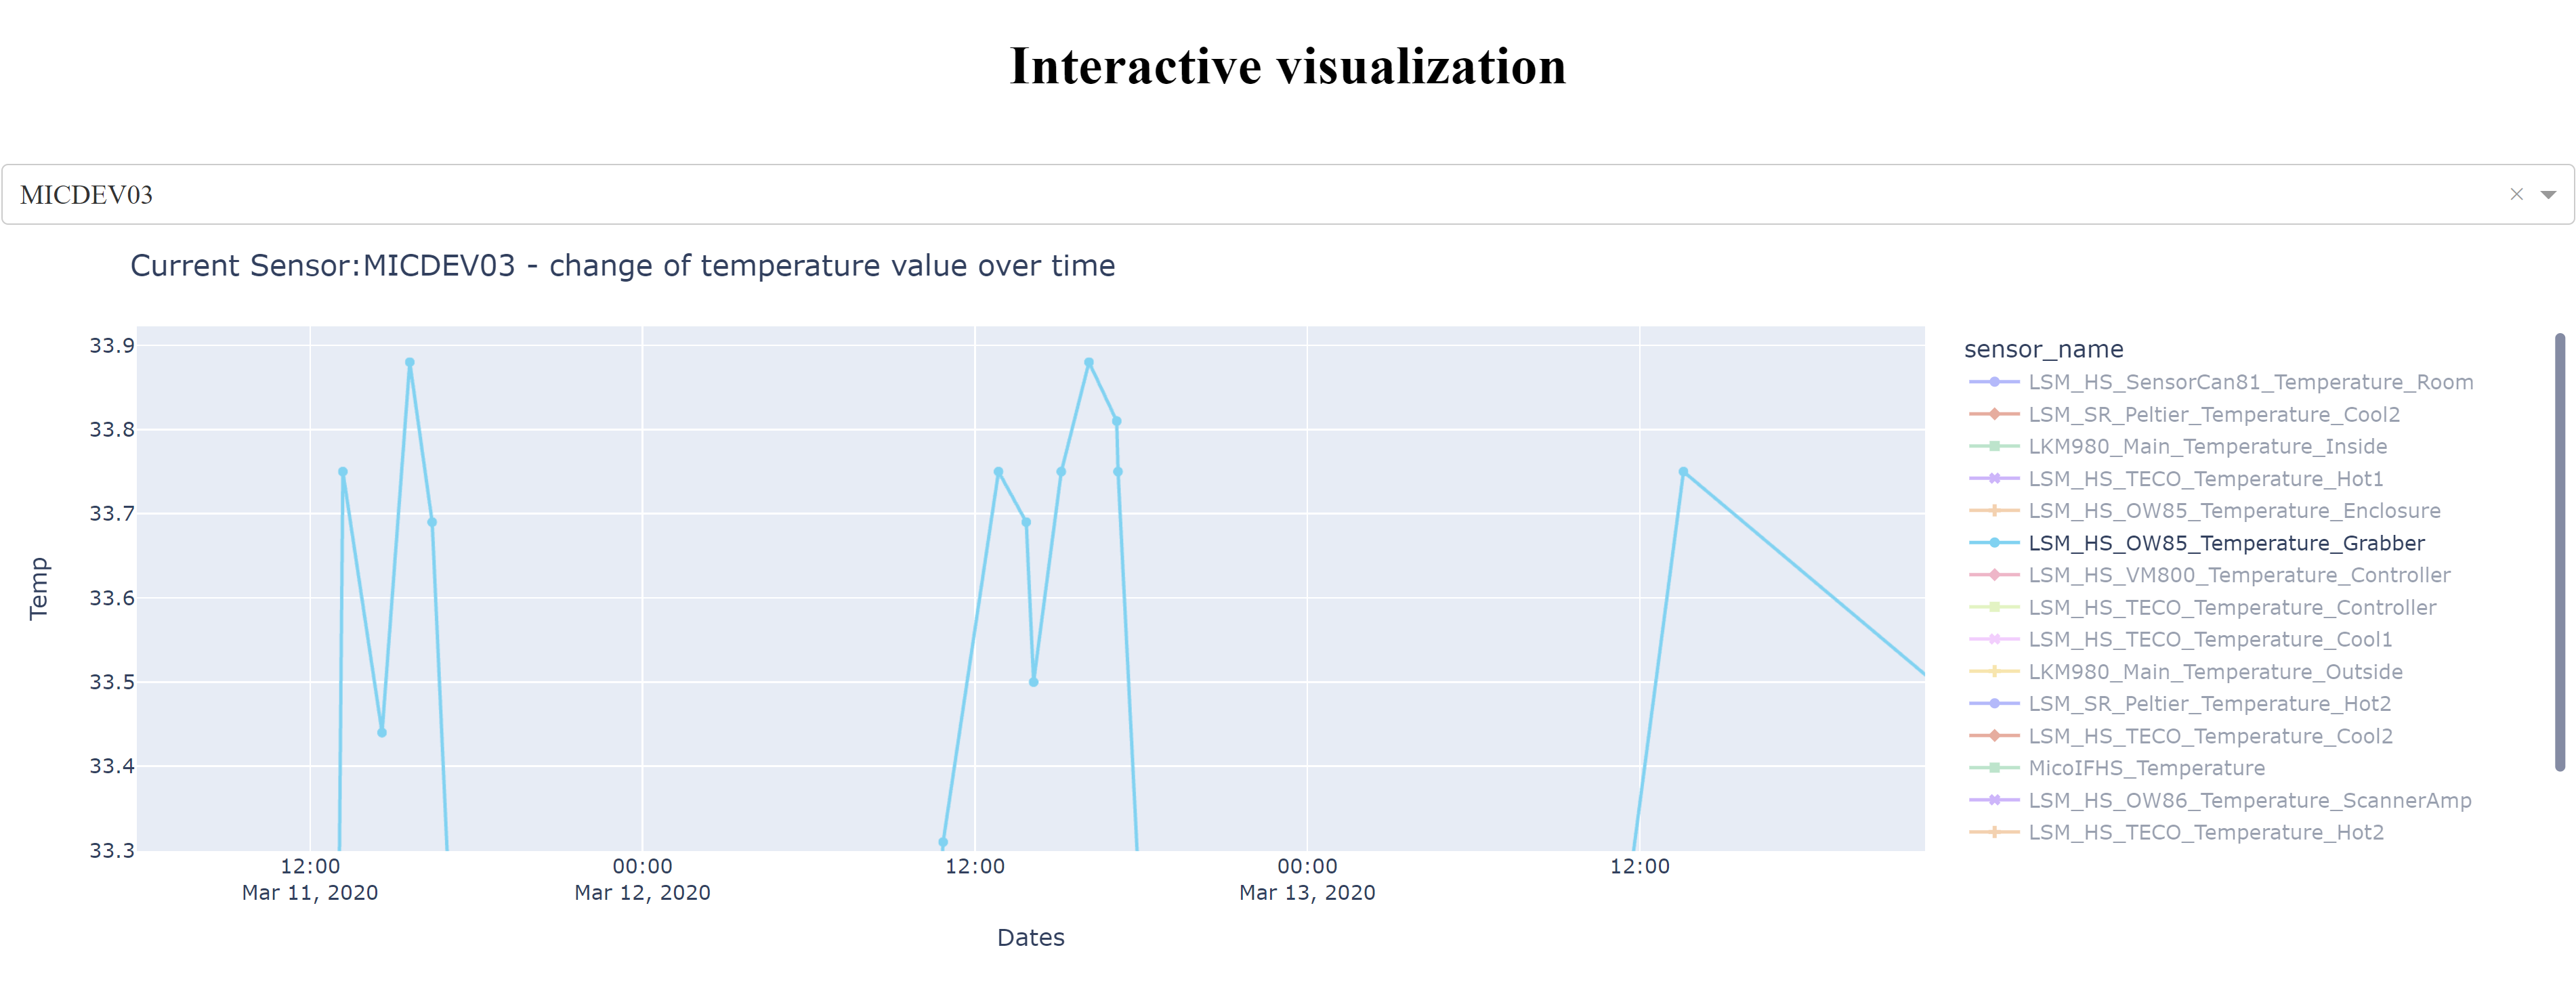 Interactive visualization
MICDEV03
Current Sensor:MICDEV03 - change of temperature value over time
33.9
33.8
33.7
33.6
33.5
33.4
33.3
Temp
12:00
Mar 11, 2020
00:00
Mar 12, 2020
12:00
00:00
Mar 13, 2020
12:00
Dates
sensor_name
LSM_HS_SensorCan81_Temperature_Room
LSM_SR_Peltier_Temperature_Cool2
LKM980_Main_Temperature_Inside
LSM_HS_TECO_Temperature_Hot1
LSM_HS_OW85_Temperature_Enclosure
LSM_HS_OW85_Temperature_Grabber
LSM_HS_VM800_Temperature_Controller
LSM_HS_TECO_Temperature_Controller
LSM_HS_TECO_Temperature_Cool1
LKM980_Main_Temperature_Outside
LSM_SR_Peltier_Temperature_Hot2
LSM_HS_TECO_Temperature_Cool2
MicoIFHS_Temperature
LSM_HS_OW86_Temperature_ScannerAmp
LSM_HS_TECO_Temperature_Hot2